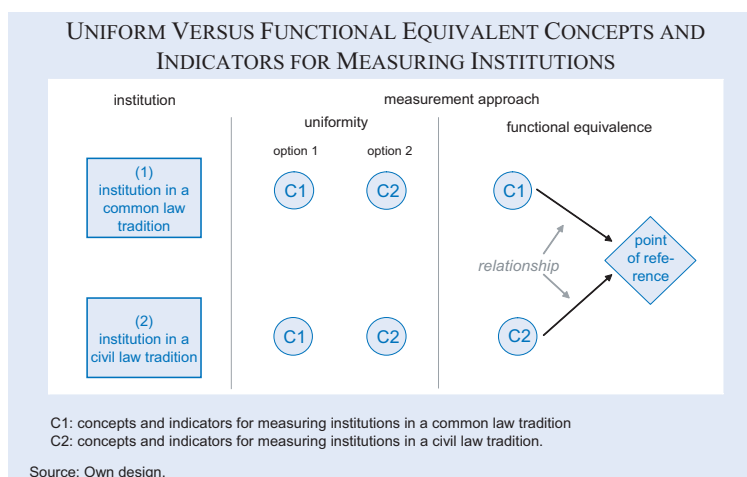 UNIFORM VERSUS FUNCTIONAL EQUIVALENT CONCEPTS AND
INDICATORS FOR MEASURING INSTITUTIONS
institution
measurement approach
uniformity
functional equivalence
option 1
option 2
(1)
institution in a
common law
tradition
C1
C2
C1
point
of refe-
rence
relationship
(2)
institution in a
civil law tradition
C1
C2
C2
C1: concepts and indicators for measuring institutions in a common law tradition
C2: concepts and indicators for measuring institutions in a civil law tradition.
Source: Own design.